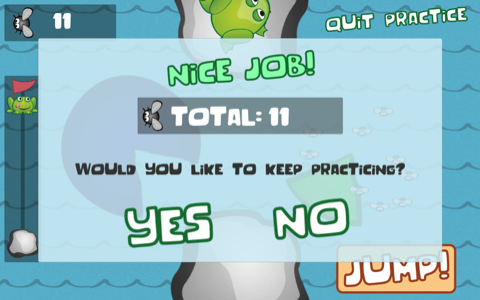 11
QUIT PRACTICE
NICE JOB!
TOTAL: 11
WOULD YOU LIKE TO KEEP PRACTICING?
YES NO
JUMP!